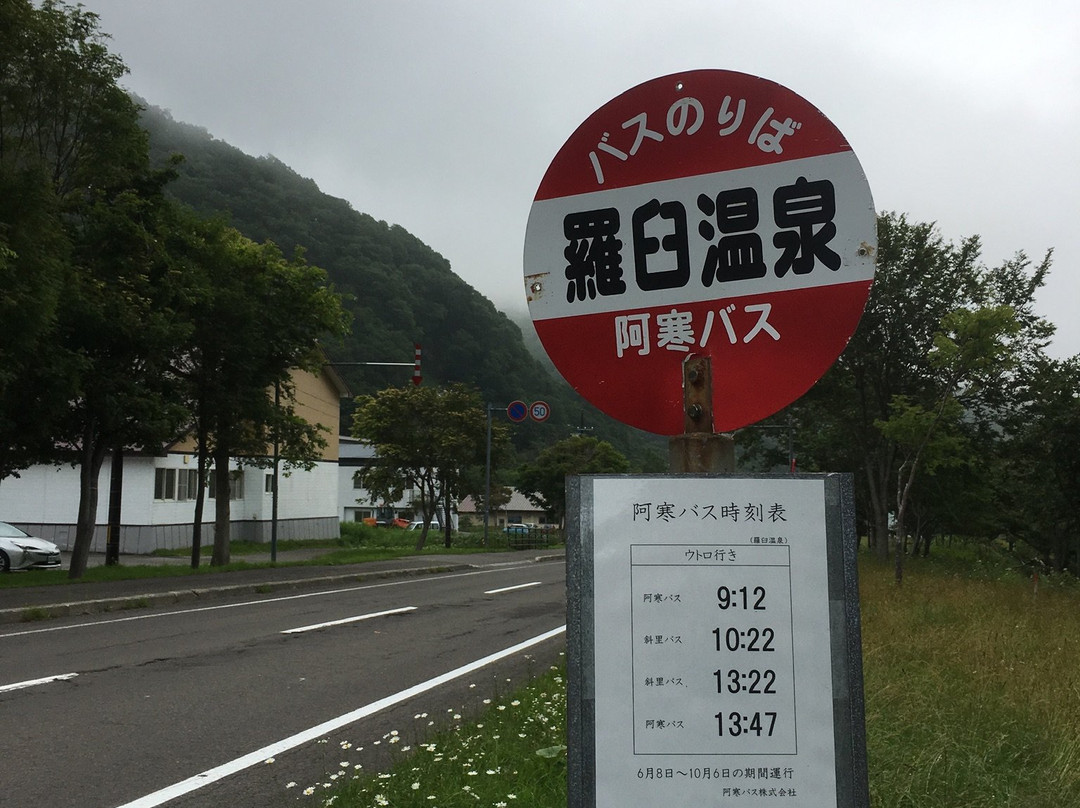 バスのりば
羅臼温泉
阿寒バス
50
阿寒バス時刻表
(羅臼温泉)
ウトロ行き
阿寒バス 9:12
斜里バス 10:22
斜里バス 13:22
阿寒バス 13:47
6月8日～10月6日の期間運行
阿寒バス株式会社